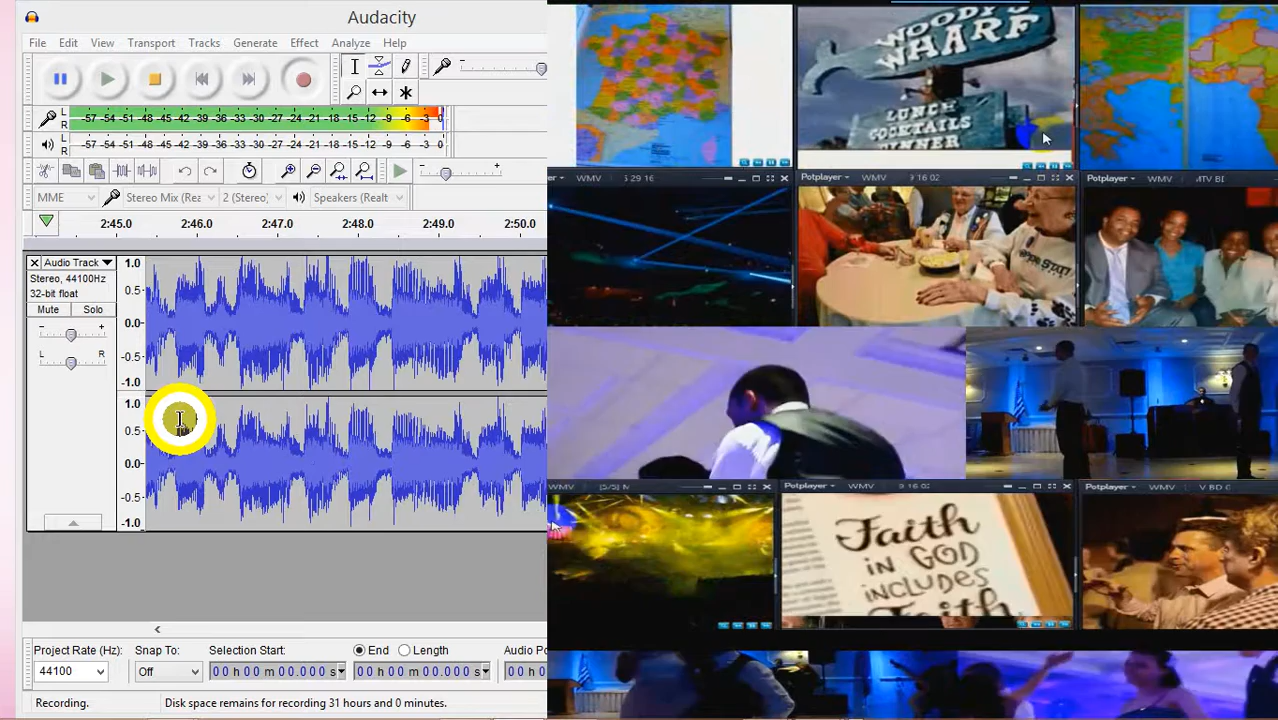 Audacity
File Edit View Transport Tracks Generate Effect Analyze Help
L
R
-57 -54 -51 -48 -45 -42 -39 -36 -33 -30 -27 -24 -21 -18 -15 -12 -9 -6 -3 0
L
R
-57 -54 -51 -48 -45 -42 -39 -36 -33 -30 -27 -24 -21 -18 -15 -12 -9 -6 -3 0
MME Stereo Mix (Rea 2 (Stereo) Speakers (Realt
2:45.0 2:46.0 2:47.0 2:48.0 2:49.0 2:50.0
Audio Track 1.0
Stereo, 44100Hz
32-bit float
0.5
Mute Solo
0.0
- +
L R
-0.5
-1.0
1.0
0.5
0.0
-0.5
-1.0
Project Rate (Hz): Snap To: Selection Start: End Length Audio Po
44100 Off 00 h 00 m 00.000 s 00 h 00 m 00.000 s 00 h
Recording. Disk space remains for recording 31 hours and 0 minutes.
WOODY'S
WHARF
LUNCH
COCKTAILS
DINNER
WMV 5 29 16
Potplayer WMV 9 16 02
Potplayer WMV MTV BI
WMV [5/5] M
Potplayer WMV 9 16 02
Potplayer WMV V BD G
Faith
IN GOD
INCLUDES
Faith